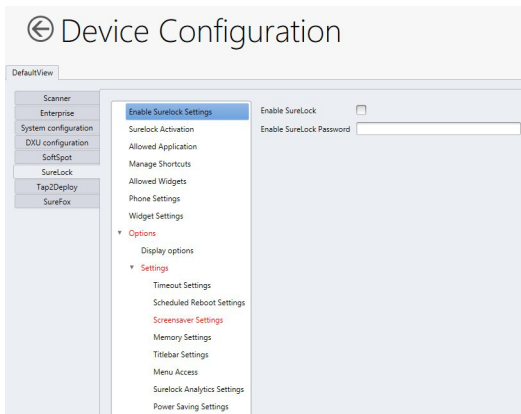 Device Configuration
DefaultView
Scanner
Enterprise
System configuration
DXU configuration
SoftSpot
SureLock
Tap2Deploy
SureFox
Enable Surelock Settings
Surelock Activation
Allowed Application
Manage Shortcuts
Allowed Widgets
Phone Settings
Widget Settings
Options
Display options
Settings
Timeout Settings
Scheduled Reboot Settings
Screensaver Settings
Memory Settings
Titlebar Settings
Menu Access
Surelock Analytics Settings
Power Saving Settings
Enable SureLock
Enable SureLock Password